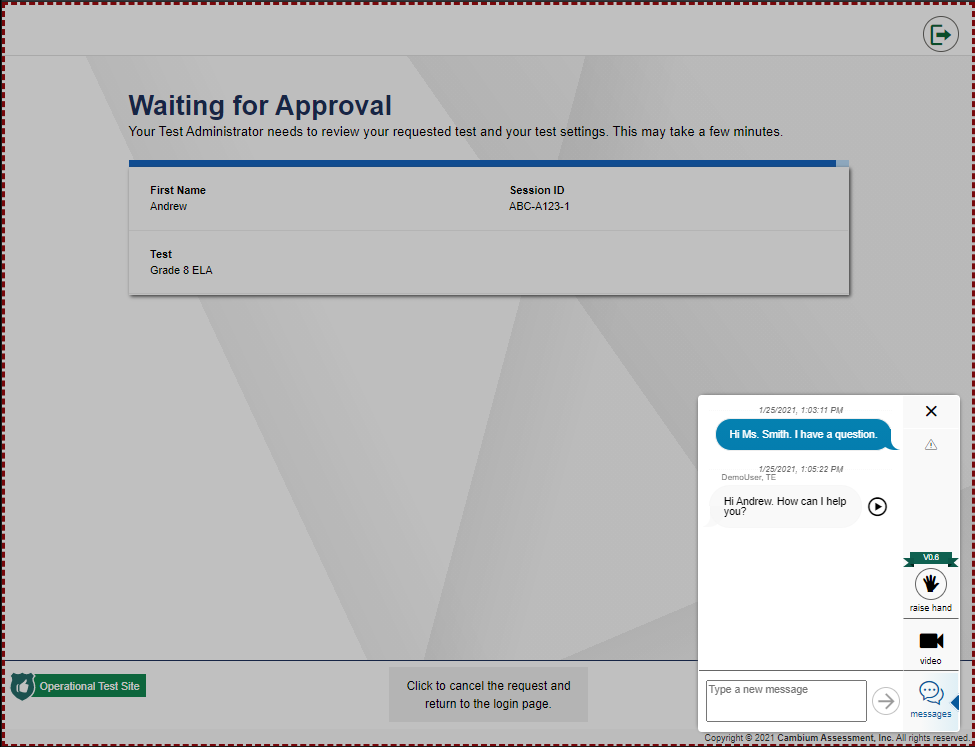 Waiting for Approval
Your Test Administrator needs to review your requested test and your test settings. This may take a few minutes.
First Name
Andrew
Session ID
ABC-A123-1
Test
Grade 8 ELA
1/25/2021, 1:03:11 PM
Hi Ms. Smith. I have a question.
1/25/2021, 1:05:22 PM
DemoUser, TE
Hi Andrew. How can I help
you?
V0.6
raise hand
video
Type a new message
messages
Operational Test Site
Click to cancel the request and
return to the login page.
Copyright © 2021 Cambium Assessment, Inc. All rights reserved.